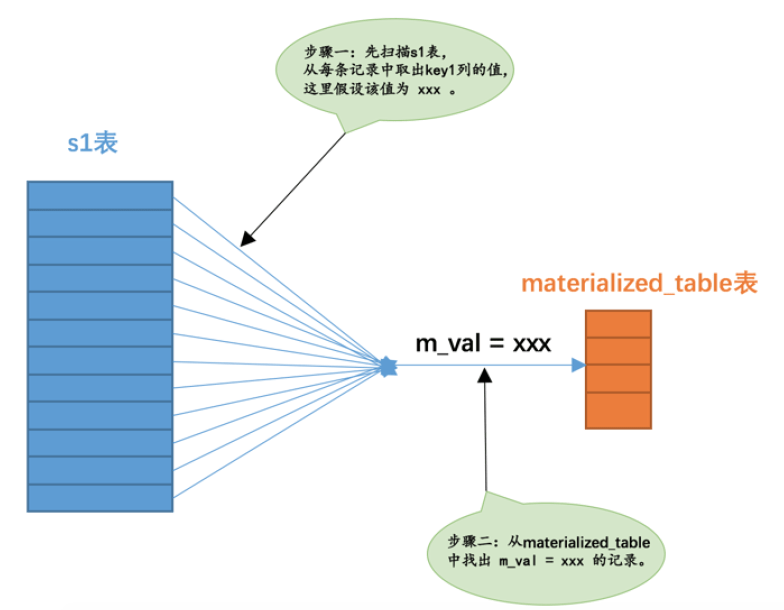 步骤一：先扫描s1表，
从每条记录中取出key1列的值，
这里假设该值为 xxx 。
s1表
materialized_table表
m_val = xxx
步骤二：从materialized_table
中找出 m_val = xxx 的记录。